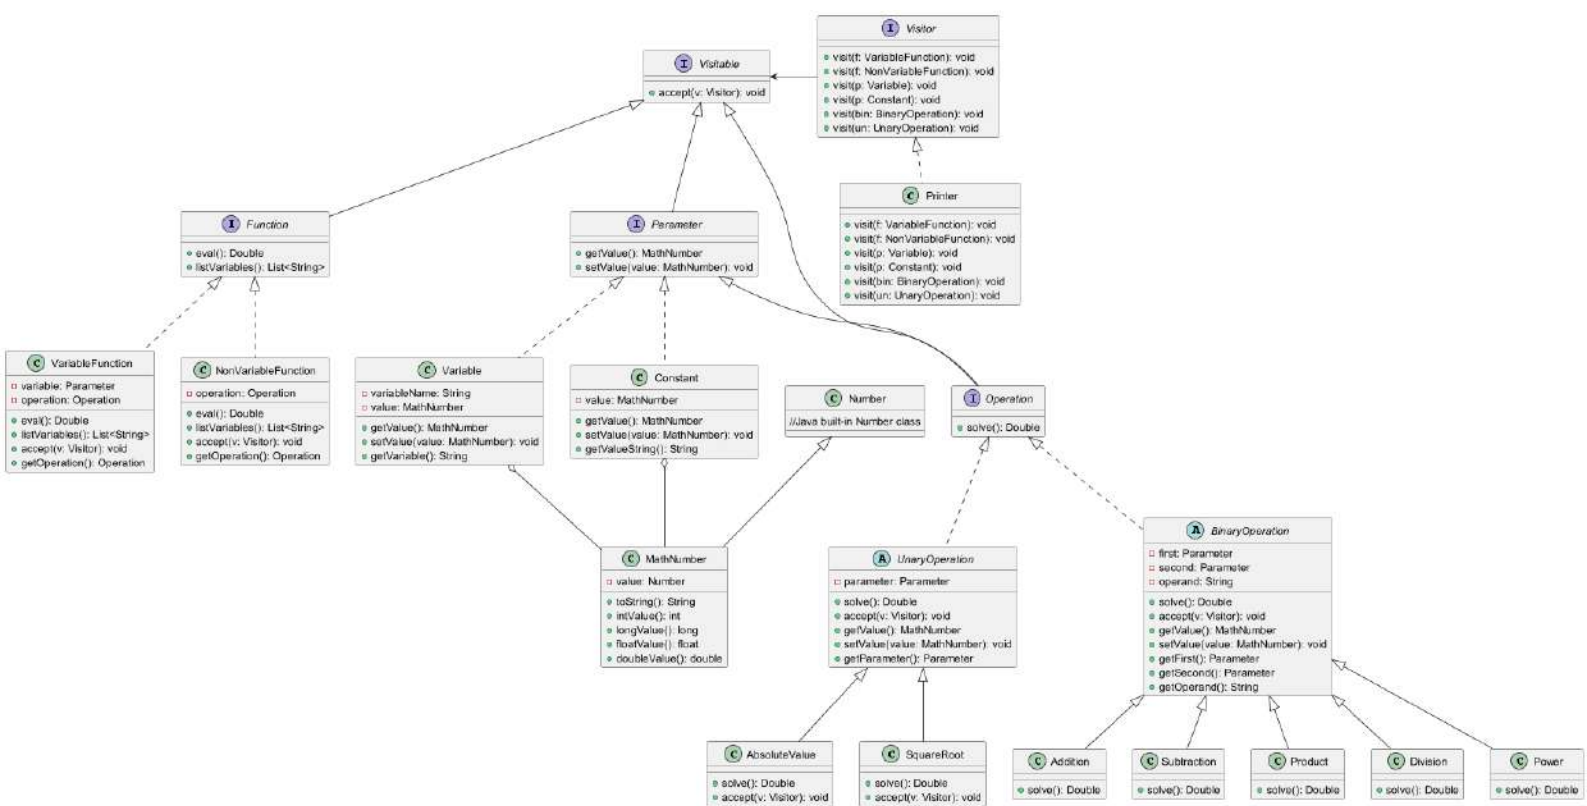 I Visitor
visit(f: VariableFunction): void
visit(f: NonVariableFunction): void
visit(p: Variable): void
visit(p: Constant): void
visit(bin: BinaryOperation): void
visit(un: UnaryOperation): void
I Visitable
accept(v: Visitor): void
C Printer
visit(f: VariableFunction): void
visit(f: NonVariableFunction): void
visit(p: Variable): void
visit(p: Constant): void
visit(bin: BinaryOperation): void
visit(un: UnaryOperation): void
I Function
eval(): Double
listVariables(): List<String>
I Parameter
getValue(): MathNumber
setValue(value: MathNumber): void
C VariableFunction
variable: Parameter
operation: Operation
eval(): Double
listVariables(): List<String>
accept(v: Visitor): void
getOperation(): Operation
C NonVariableFunction
operation: Operation
eval(): Double
listVariables(): List<String>
accept(v: Visitor): void
getOperation(): Operation
C Variable
variableName: String
value: MathNumber
getValue(): MathNumber
setValue(value: MathNumber): void
getVariable(): String
C Constant
value: MathNumber
getValue(): MathNumber
setValue(value: MathNumber): void
getValueString(): String
C Number
//Java built-in Number class
I Operation
solve(): Double
C MathNumber
value: Number
toString(): String
intValue(): int
longValue(): long
floatValue(): float
doubleValue(): double
A UnaryOperation
parameter: Parameter
solve(): Double
accept(v: Visitor): void
getValue(): MathNumber
setValue(value: MathNumber): void
getParameter(): Parameter
A BinaryOperation
first: Parameter
second: Parameter
operand: String
solve(): Double
accept(v: Visitor): void
getValue(): MathNumber
setValue(value: MathNumber): void
getFirst(): Parameter
getSecond(): Parameter
getOperand(): String
C AbsoluteValue
solve(): Double
accept(v: Visitor): void
C SquareRoot
solve(): Double
accept(v: Visitor): void
C Addition
solve(): Double
C Subtraction
solve(): Double
C Product
solve(): Double
C Division
solve(): Double
C Power
solve(): Double